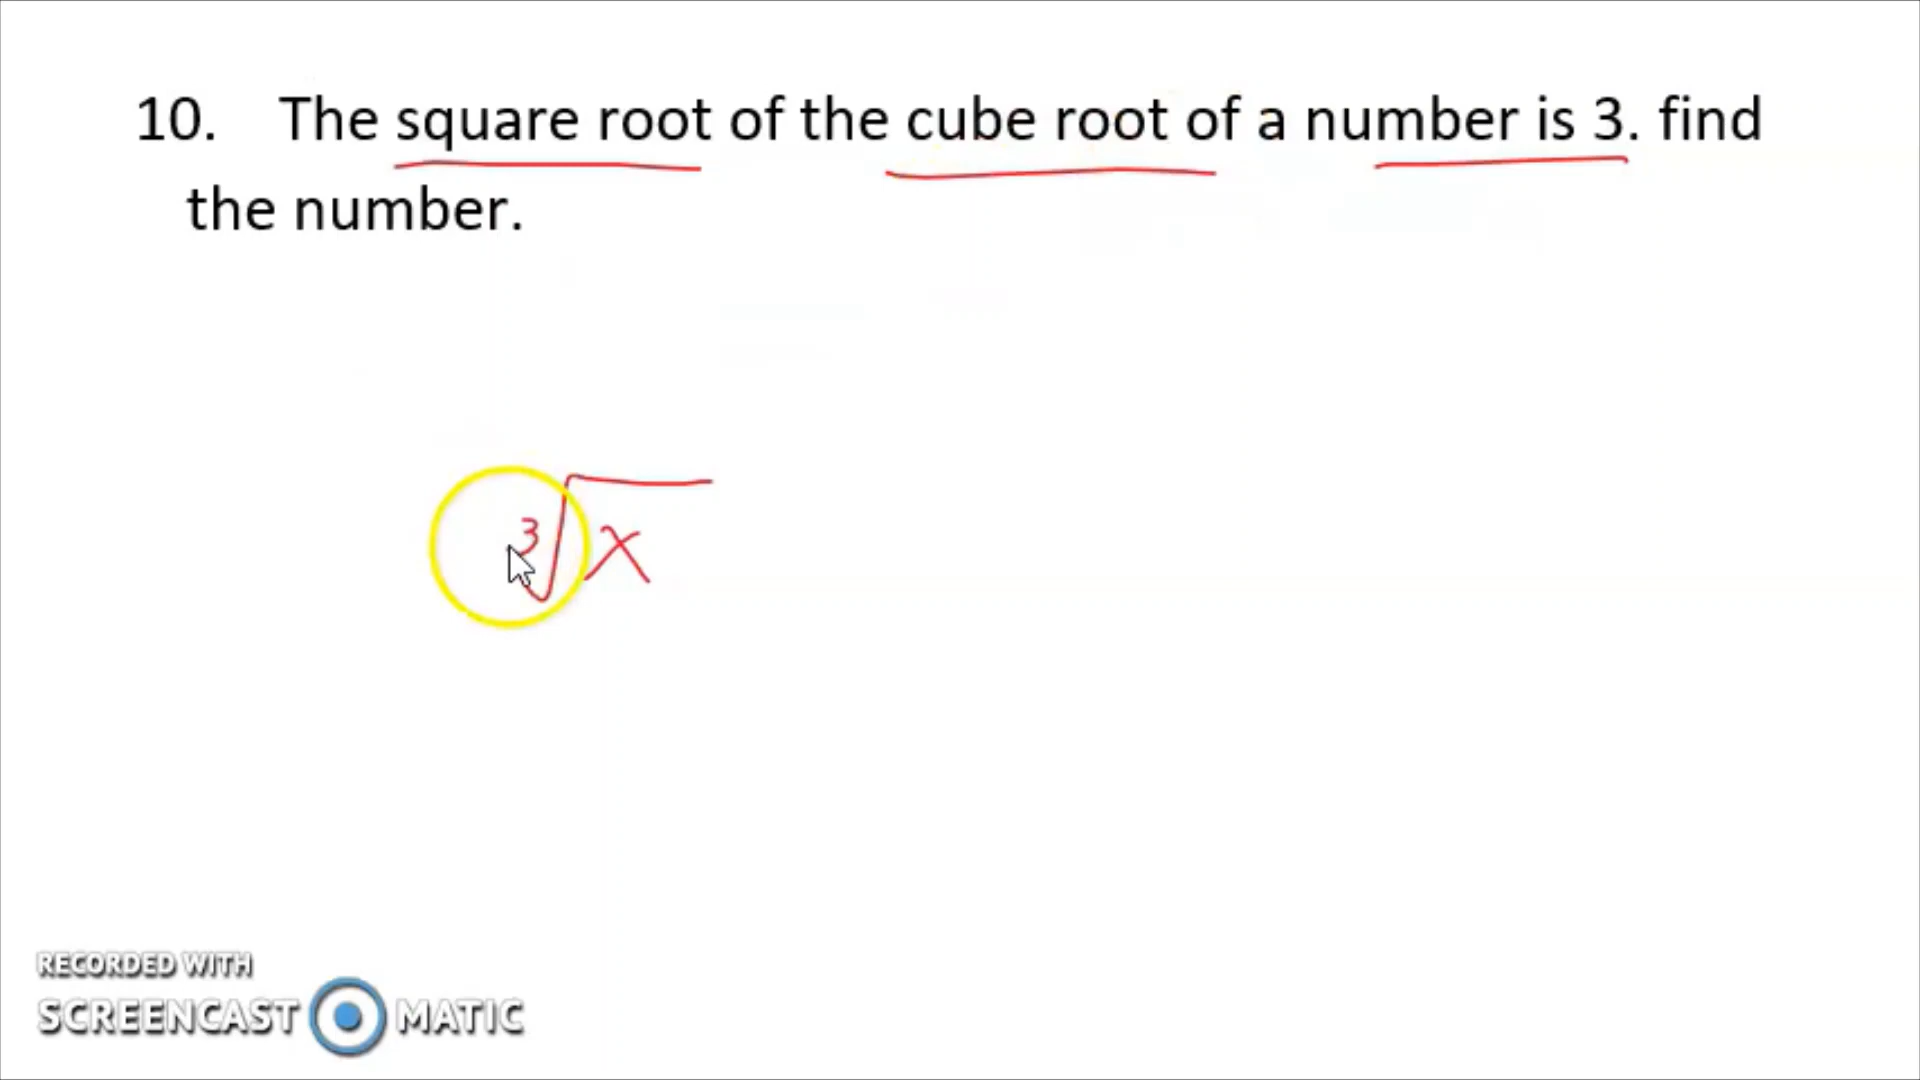 10. The square root of the cube root of a number is 3. find
the number.
3√x
RECORDED WITH
SCREENCAST MATIC